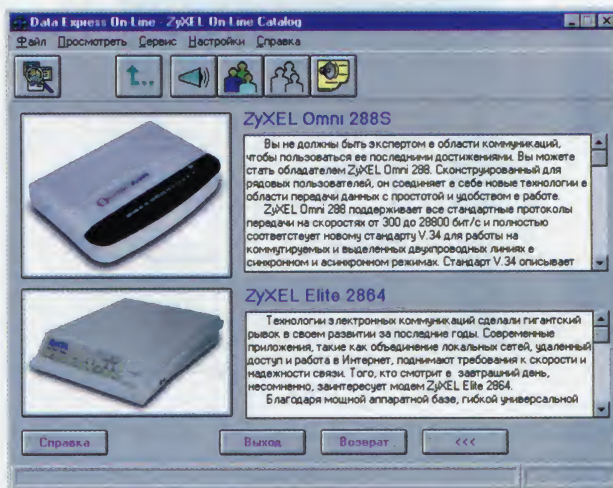 Data Express On-Line - ZyXEL On-Line Catalog
Файл Просмотреть Сервис Настройки Справка
ZyXEL Omni 288S
Вы не должны быть экспертом в области коммуникаций,
чтобы пользоваться ее последними достижениями. Вы можете
стать обладателем ZyXEL Omni 288. Сконструированный для
рядовых пользователей, он соединяет в себе новые технологии в
области передачи данных с простотой и удобством в работе.
ZyXEL Omni 288 поддерживает все стандартные протоколы
передачи на скоростях от 300 до 28800 бит/с и полностью
соответствует новому стандарту V.34 для работы на
коммутируемых и выделенных двухпроводных линиях в
синхронном и асинхронном режимах. Стандарт V.34 описывает
ZyXEL Elite 2864
Технологии электронных коммуникаций сделали гигантский
рывок в своем развитии за последние годы. Современные
приложения, такие как объединение локальных сетей, удаленный
доступ и работа в Интернет, поднимают требования к скорости и
надежности связи. Того, кто смотрит в завтрашний день,
несомненно, заинтересует модем ZyXEL Elite 2864.
Благодаря мощной аппаратной базе, гибкой универсальной
Справка Выход Возврат <<<